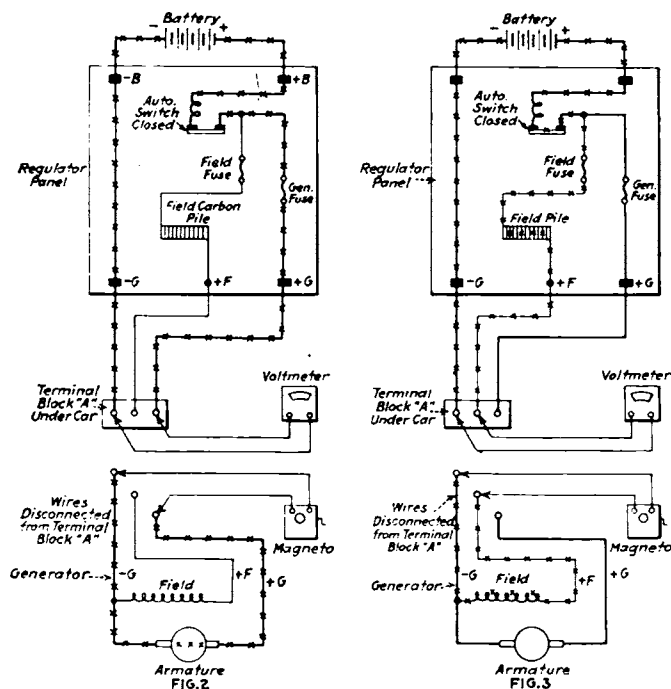 Battery
- +
-B
+B
Auto.
Switch
Closed
Regulator
Panel
Field
Fuse
Gen.
Fuse
Field Carbon
Pile
-G
+F
+G
Terminal
Block "A"
Under Car
Voltmeter
Wires
Disconnected
from Terminal
Block "A"
Magneto
Generator
-G
+F
+G
Field
Armature
FIG.2
Battery
- +
Auto.
Switch
Closed
Regulator
Panel
Field
Fuse
Gen.
Fuse
Field Pile
-G
+F
+G
Terminal
Block "A"
Under Car
Voltmeter
Wires
Disconnected
from Terminal
Block "A"
Magneto
Generator
-G
+F
+G
Field
Armature
FIG.3